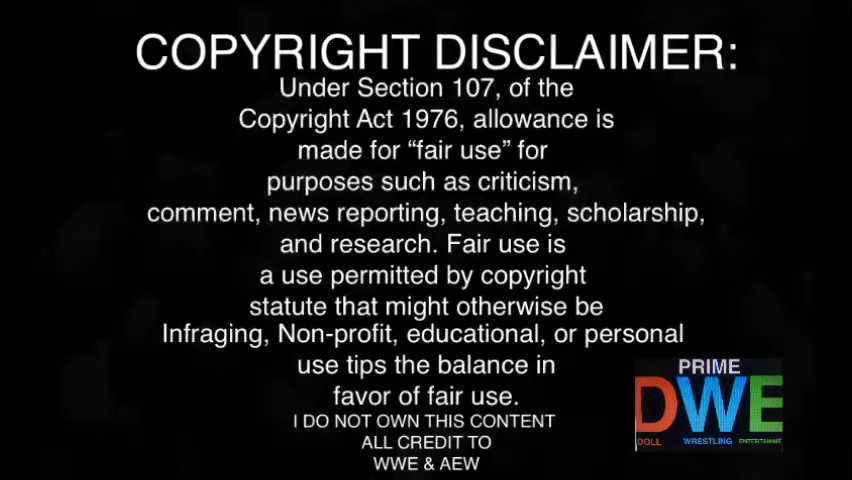 COPYRIGHT DISCLAIMER:
Under Section 107, of the
Copyright Act 1976, allowance is
made for “fair use” for
purposes such as criticism,
comment, news reporting, teaching, scholarship,
and research. Fair use is
a use permitted by copyright
statute that might otherwise be
Infraging, Non-profit, educational, or personal
use tips the balance in
favor of fair use.
I DO NOT OWN THIS CONTENT
ALL CREDIT TO
WWE & AEW
PRIME
DWE
DOLL WRESTLING